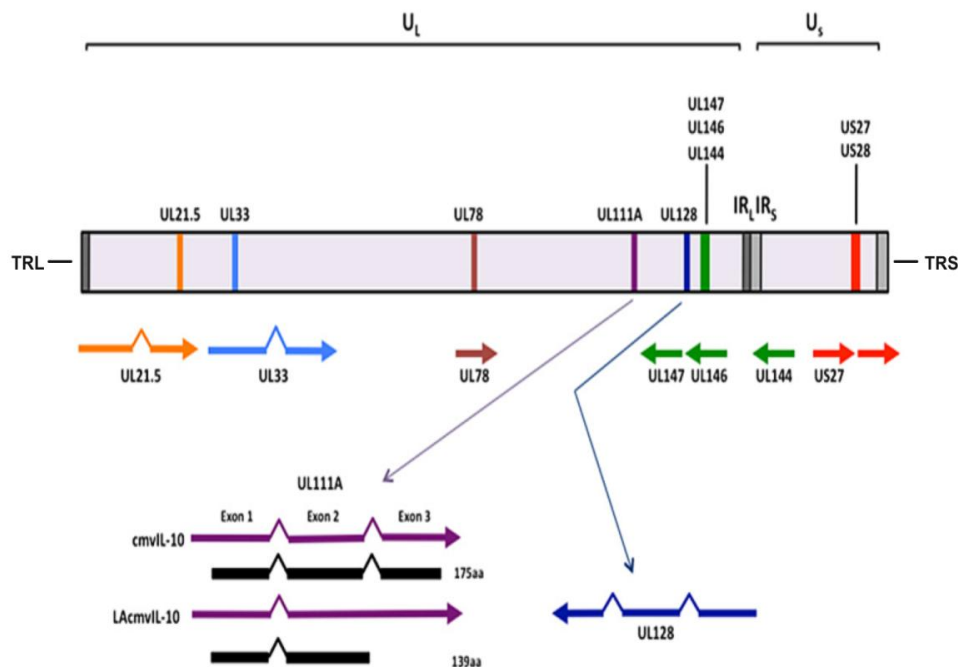 UL
US
UL147
UL146
UL144
US27
US28
UL21.5
UL33
UL78
UL111A
UL128
IRL IRS
TRL
TRS
UL21.5
UL33
UL78
UL147
UL146
UL144
US27
UL111A
Exon 1
Exon 2
Exon 3
cmvIL-10
175aa
LAcmvIL-10
139aa
UL128